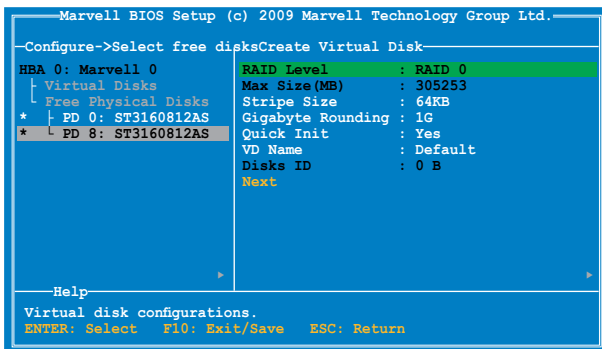 Marvell BIOS Setup (c) 2009 Marvell Technology Group Ltd.
Configure->Select free disksCreate Virtual Disk
HBA 0: Marvell 0
Virtual Disks
Free Physical Disks
* PD 0: ST3160812AS
* PD 8: ST3160812AS
RAID Level : RAID 0
Max Size(MB) : 305253
Stripe Size : 64KB
Gigabyte Rounding : 1G
Quick Init : Yes
VD Name : Default
Disks ID : 0 B
Next
Help
Virtual disk configurations.
ENTER: Select F10: Exit/Save ESC: Return